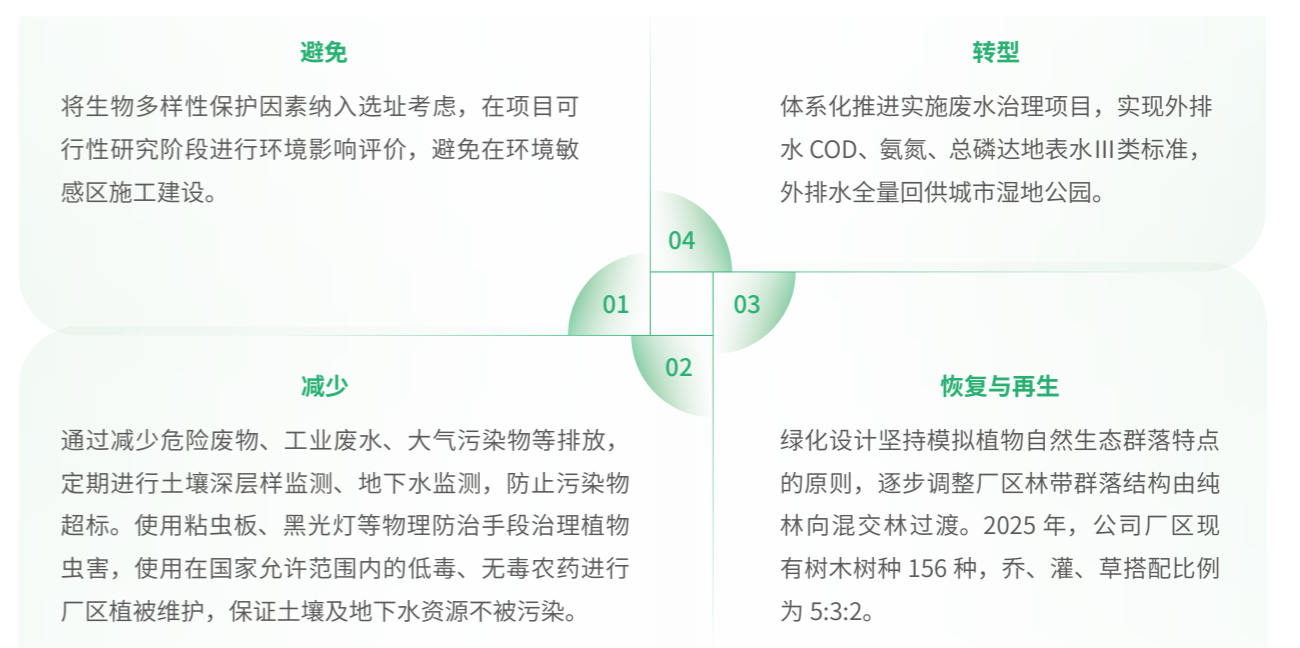 避免
将生物多样性保护因素纳入选址考虑，在项目可
行性研究阶段进行环境影响评价，避免在环境敏
感区施工建设。
01
减少
通过减少危险废物、工业废水、大气污染物等排放，
定期进行土壤深层样监测、地下水监测，防止污染物
超标。使用粘虫板、黑光灯等物理防治手段治理植物
虫害，使用在国家允许范围内的低毒、无毒农药进行
厂区植被维护，保证土壤及地下水资源不被污染。
02
恢复与再生
绿化设计坚持模拟植物自然生态群落特点
的原则，逐步调整厂区林带群落结构由纯
林向混交林过渡。2025 年，公司厂区现
有树木树种 156 种，乔、灌、草搭配比例
为 5:3:2。
03
转型
体系化推进实施废水治理项目，实现外排
水 COD、氨氮、总磷达地表水Ⅲ类标准，
外排水全量回供城市湿地公园。
04